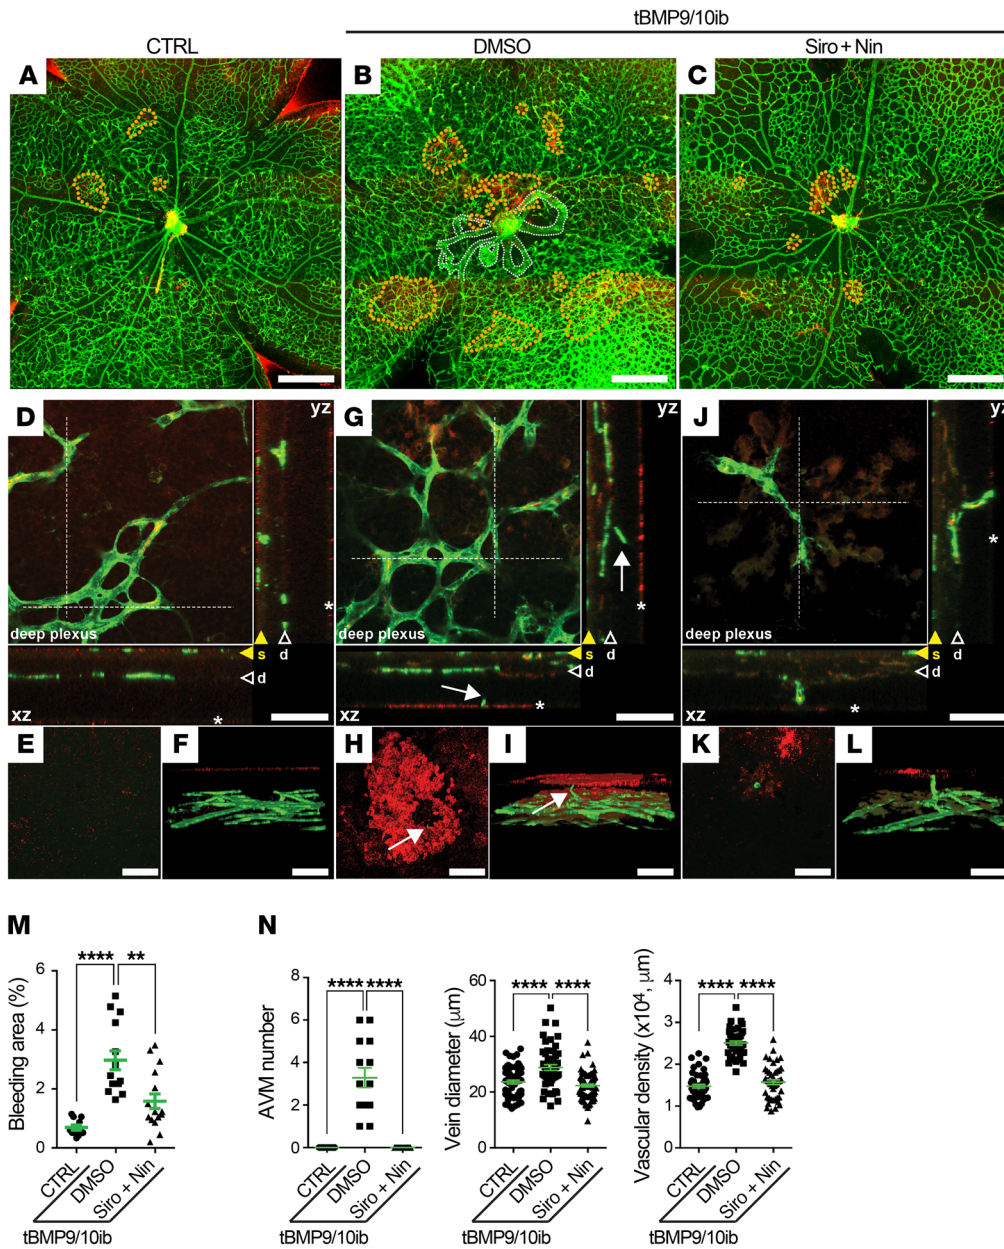 tBMP9/10ib
CTRL DMSO Siro + Nin
A B C
D yz G yz J yz
deep plexus * deep plexus * deep plexus *
s d s d s d
d d d
xz * xz * xz *
E F H I K L
M N
**** **
Bleeding area (%)
6
4
2
0
CTRL
DMSO
Siro + Nin
tBMP9/10ib
**** ****
AVM number
8
6
4
2
0
CTRL
DMSO
Siro + Nin
tBMP9/10ib
**** ****
Vein diameter (µm)
60
40
20
0
CTRL
DMSO
Siro + Nin
tBMP9/10ib
**** ****
Vascular density (x10⁴, µm)
4
3
2
1
0
CTRL
DMSO
Siro + Nin
tBMP9/10ib